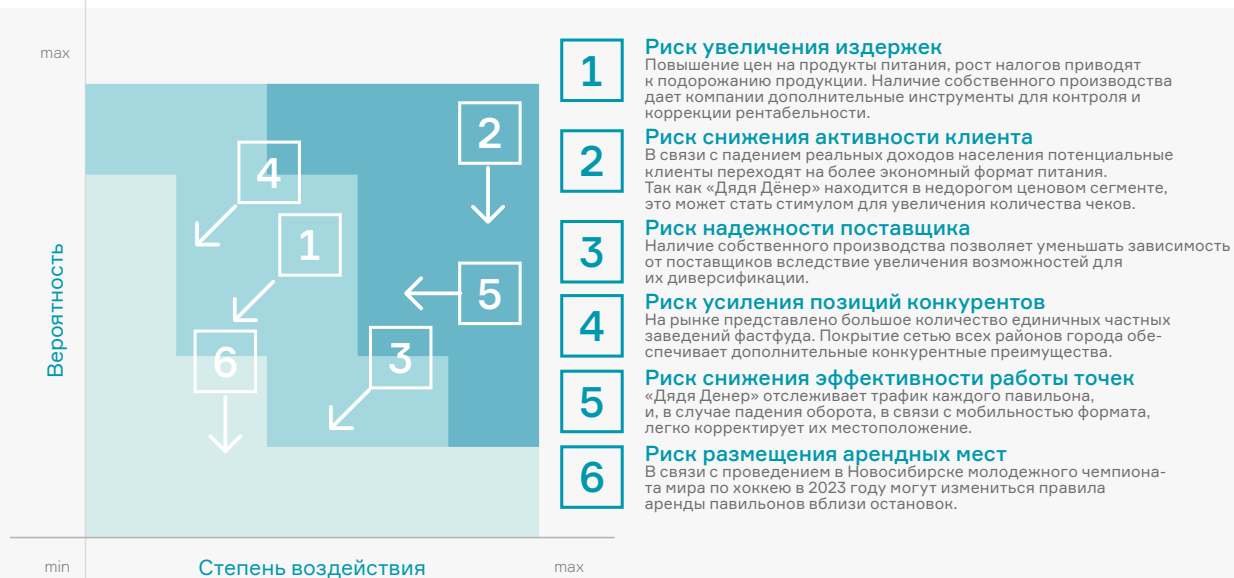 max
Вероятность
4
2
1
5
6
3
min
Степень воздействия
max
1
Риск увеличения издержек
Повышение цен на продукты питания, рост налогов приводят
к подорожанию продукции. Наличие собственного производства
дает компании дополнительные инструменты для контроля и
коррекции рентабельности.
2
Риск снижения активности клиента
В связи с падением реальных доходов населения потенциальные
клиенты переходят на более экономный формат питания.
Так как «Дядя Дёнер» находится в недорогом ценовом сегменте,
это может стать стимулом для увеличения количества чеков.
3
Риск надежности поставщика
Наличие собственного производства позволяет уменьшать зависимость
от поставщиков вследствие увеличения возможностей для
их диверсификации.
4
Риск усиления позиций конкурентов
На рынке представлено большое количество единичных частных
заведений фастфуда. Покрытие сетью всех районов города обе-
спечивает дополнительные конкурентные преимущества.
5
Риск снижения эффективности работы точек
«Дядя Денер» отслеживает трафик каждого павильона,
и, в случае падения оборота, в связи с мобильностью формата,
легко корректирует их местоположение.
6
Риск размещения арендных мест
В связи с проведением в Новосибирске молодежного чемпиона-
та мира по хоккею в 2023 году могут измениться правила
аренды павильонов вблизи остановок.